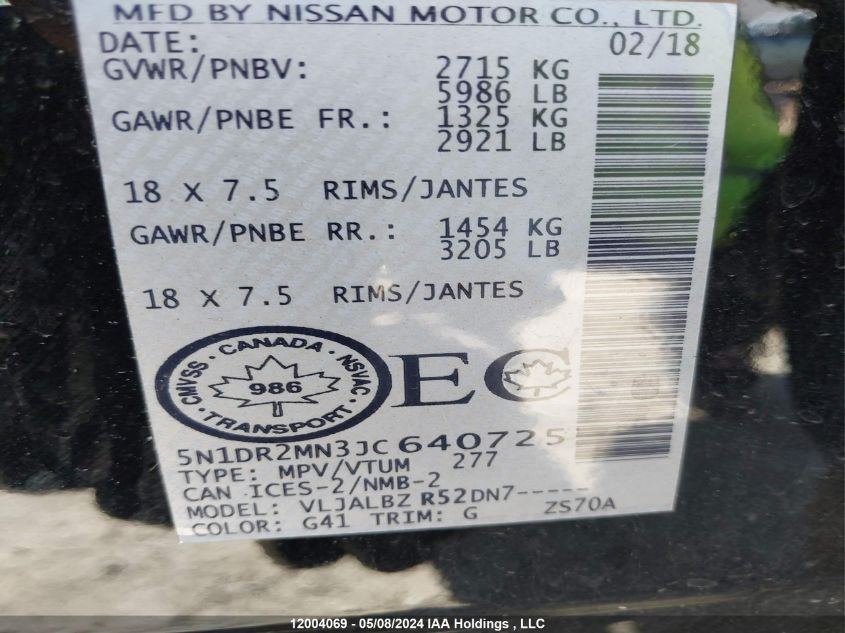 MFD BY NISSAN MOTOR CO., LTD.
DATE: 02/18
GVWR/PNBV: 2715 KG
5986 LB
GAWR/PNBE FR.: 1325 KG
2921 LB
18 X 7.5 RIMS/JANTES
GAWR/PNBE RR.: 1454 KG
3205 LB
18 X 7.5 RIMS/JANTES
CMVSS · CANADA · NSVAC · TRANSPORT ·
986
EC
5N1DR2MN3JC640725
TYPE: MPV/VTUM 277
CAN ICES-2/NMB-2
MODEL: VLJALBZ R52DN7-----
COLOR: G41 TRIM: G ZS70A
12004069 - 05/08/2024 IAA Holdings , LLC